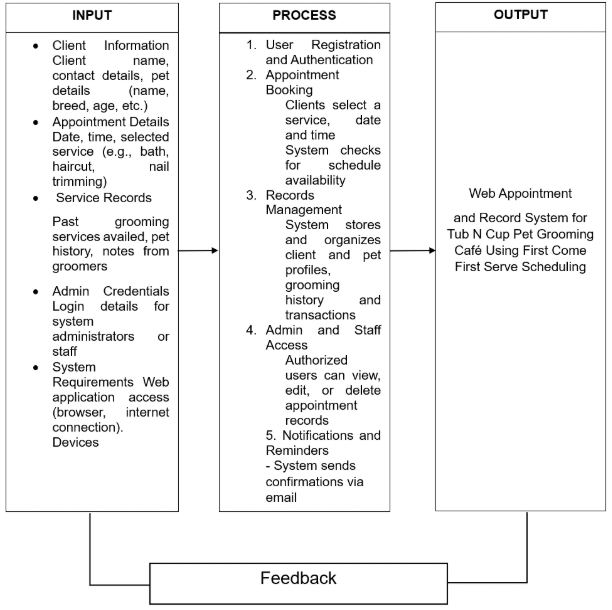 INPUT
• Client Information
Client name,
contact details, pet
details (name,
breed, age, etc.)
• Appointment Details
Date, time, selected
service (e.g., bath,
haircut, nail
trimming)
• Service Records
Past grooming
services availed, pet
history, notes from
groomers
• Admin Credentials
Login details for
system
administrators or
staff
• System
Requirements Web
application access
(browser, internet
connection).
Devices
PROCESS
1. User Registration
and Authentication
2. Appointment
Booking
Clients select a
service, date
and time
System checks
for schedule
availability
3. Records
Management
System stores
and organizes
client and pet
profiles,
grooming
history and
transactions
4. Admin and Staff
Access
Authorized
users can view,
edit, or delete
appointment
records
5. Notifications and
Reminders
- System sends
confirmations via
email
OUTPUT
Web Appointment
and Record System for
Tub N Cup Pet Grooming
Café Using First Come
First Serve Scheduling
Feedback